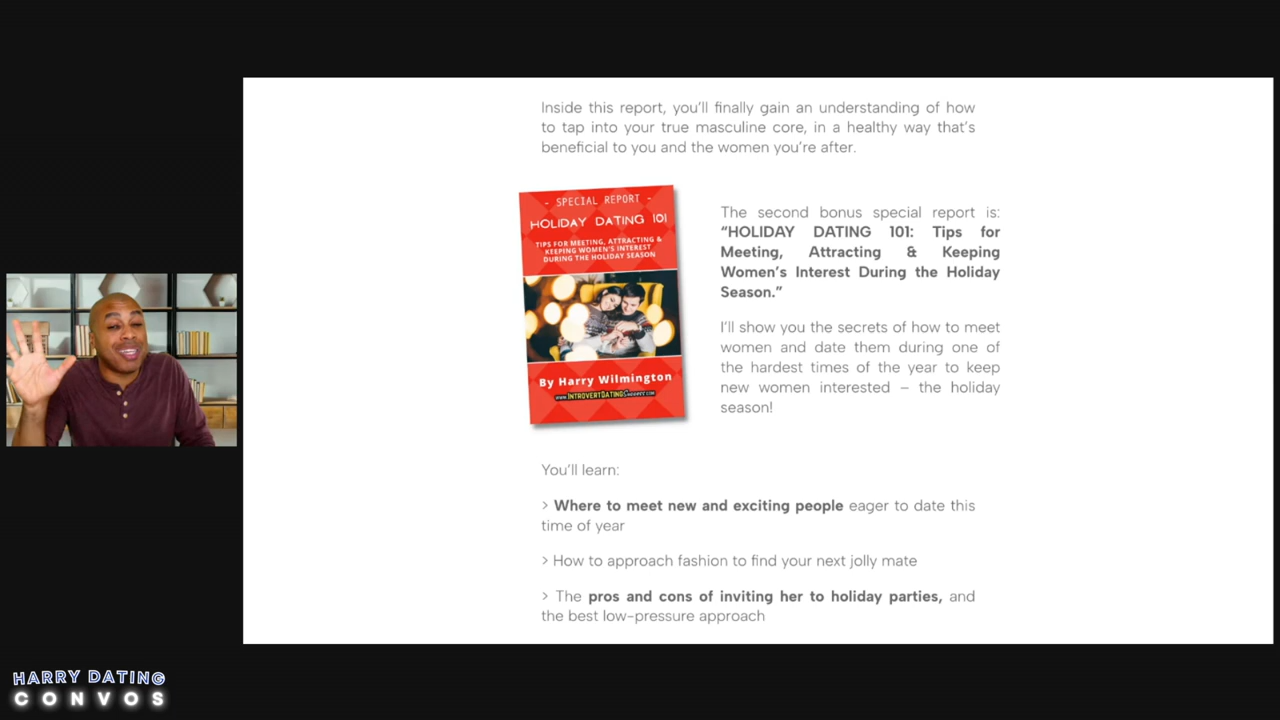 Inside this report, you'll finally gain an understanding of how
to tap into your true masculine core, in a healthy way that's
beneficial to you and the women you're after.
- SPECIAL REPORT -
HOLIDAY DATING 101
TIPS FOR MEETING, ATTRACTING &
KEEPING WOMEN'S INTEREST
DURING THE HOLIDAY SEASON
By Harry Wilmington
The second bonus special report is:
“HOLIDAY DATING 101: Tips for
Meeting, Attracting & Keeping
Women's Interest During the Holiday
Season.”
I'll show you the secrets of how to meet
women and date them during one of
the hardest times of the year to keep
new women interested – the holiday
season!
You'll learn:
> Where to meet new and exciting people eager to date this
time of year
> How to approach fashion to find your next jolly mate
> The pros and cons of inviting her to holiday parties, and
the best low-pressure approach
HARRY DATING
CONVOS